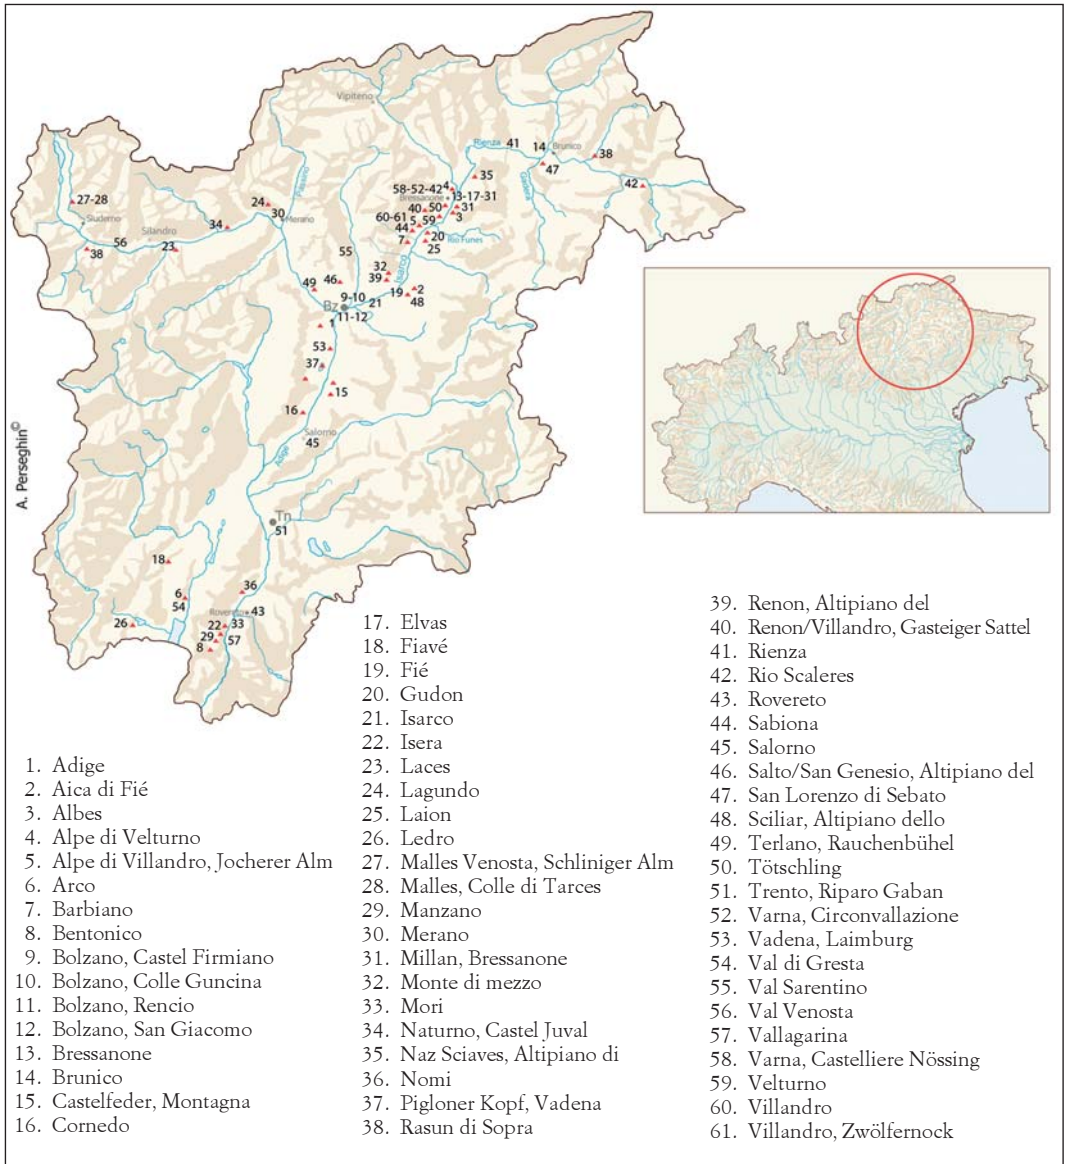 Vipiteno
Rienza
41
14
Brunico
38
47
35
Gadera
42
58-52-42
4
Bressanone
13-17-31
40
50
31
60-61
5
59
3
44
20
7
Rio Funes
25
27-28
Sluderno
24
Passirio
30
Merano
34
56
Silandro
23
38
55
32
Isarco
49
46
39
9-10
19
2
Bz
21
48
11-12
1
53
37
15
16
Salorno
45
Adige
Tn
51
18
6
36
54
Rovereto
43
26
22
33
29
57
8
A. Perseghin©
1. Adige
2. Aica di Fié
3. Albes
4. Alpe di Velturno
5. Alpe di Villandro, Jocherer Alm
6. Arco
7. Barbiano
8. Bentonico
9. Bolzano, Castel Firmiano
10. Bolzano, Colle Guncina
11. Bolzano, Rencio
12. Bolzano, San Giacomo
13. Bressanone
14. Brunico
15. Castelfeder, Montagna
16. Cornedo
17. Elvas
18. Fiavé
19. Fié
20. Gudon
21. Isarco
22. Isera
23. Laces
24. Lagundo
25. Laion
26. Ledro
27. Malles Venosta, Schliniger Alm
28. Malles, Colle di Tarces
29. Manzano
30. Merano
31. Millan, Bressanone
32. Monte di mezzo
33. Mori
34. Naturno, Castel Juval
35. Naz Sciaves, Altipiano di
36. Nomi
37. Pigloner Kopf, Vadena
38. Rasun di Sopra
39. Renon, Altipiano del
40. Renon/Villandro, Gasteiger Sattel
41. Rienza
42. Rio Scaleres
43. Rovereto
44. Sabiona
45. Salorno
46. Salto/San Genesio, Altipiano del
47. San Lorenzo di Sebato
48. Sciliar, Altipiano dello
49. Terlano, Rauchenbühel
50. Tötschling
51. Trento, Riparo Gaban
52. Varna, Circonvallazione
53. Vadena, Laimburg
54. Val di Gresta
55. Val Sarentino
56. Val Venosta
57. Vallagarina
58. Varna, Castelliere Nössing
59. Velturno
60. Villandro
61. Villandro, Zwölfernock